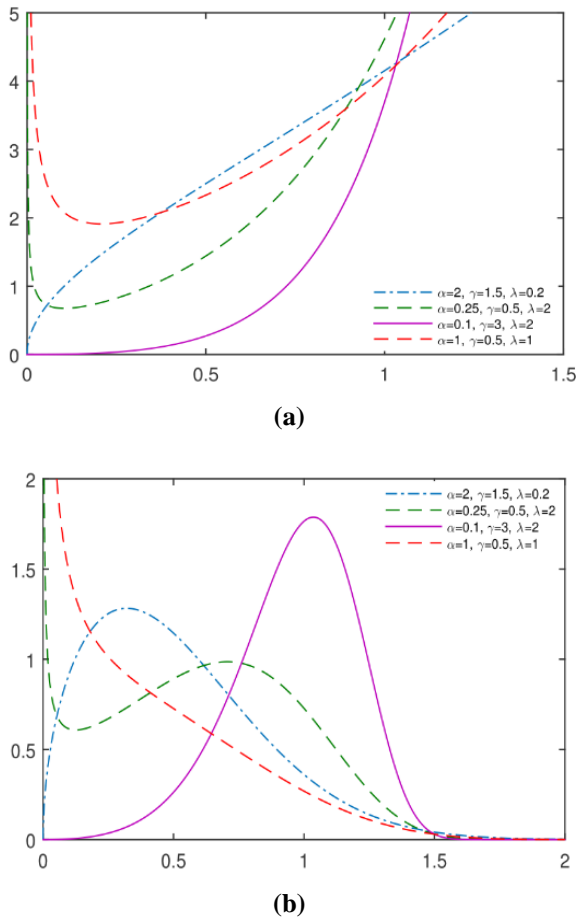 5
4
3
2
1
0
α=2, γ=1.5, λ=0.2
α=0.25, γ=0.5, λ=2
α=0.1, γ=3, λ=2
α=1, γ=0.5, λ=1
0 0.5 1 1.5
(a)
2
1.5
1
0.5
0
α=2, γ=1.5, λ=0.2
α=0.25, γ=0.5, λ=2
α=0.1, γ=3, λ=2
α=1, γ=0.5, λ=1
0 0.5 1 1.5 2
(b)